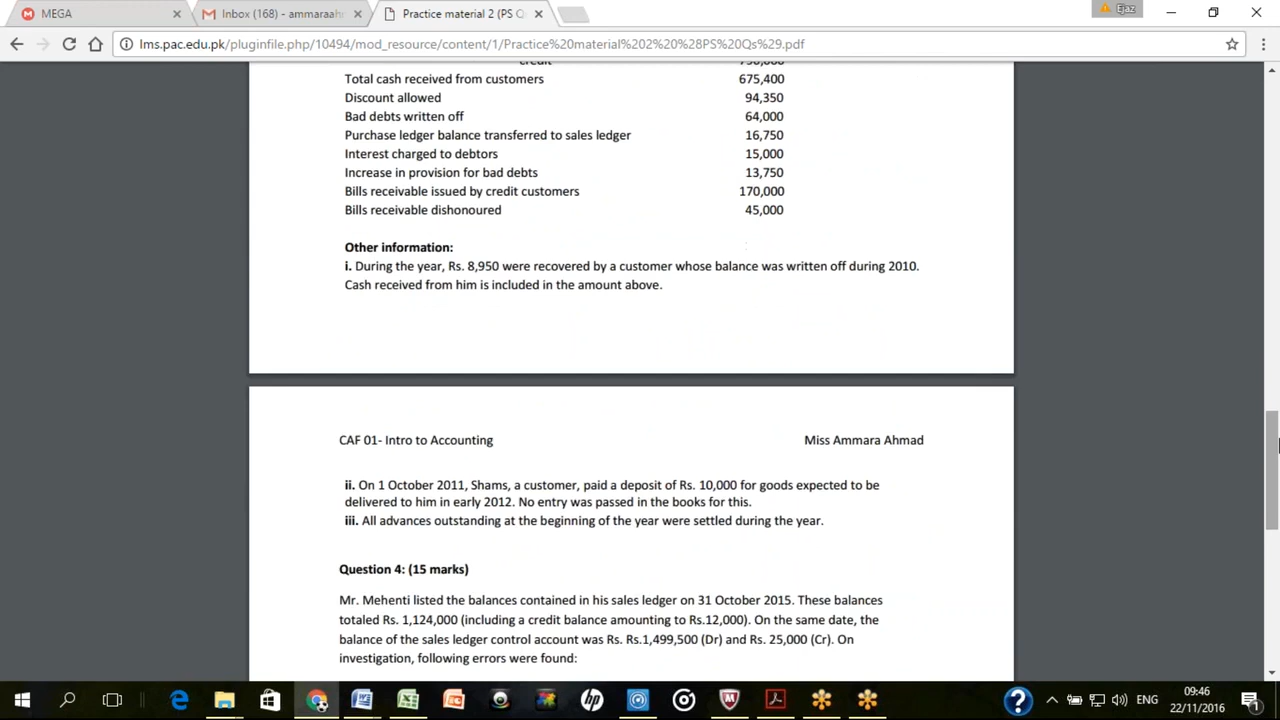 MEGA
Inbox (168) - ammaraahr
Practice material 2 (PS Q
Ejaz
lms.pac.edu.pk/pluginfile.php/10494/mod_resource/content/1/Practice%20material%202%20%28PS%20Qs%29.pdf
Total cash received from customers 675,400
Discount allowed 94,350
Bad debts written off 64,000
Purchase ledger balance transferred to sales ledger 16,750
Interest charged to debtors 15,000
Increase in provision for bad debts 13,750
Bills receivable issued by credit customers 170,000
Bills receivable dishonoured 45,000
Other information:
i. During the year, Rs. 8,950 were recovered by a customer whose balance was written off during 2010.
Cash received from him is included in the amount above.
CAF 01- Intro to Accounting Miss Ammara Ahmad
ii. On 1 October 2011, Shams, a customer, paid a deposit of Rs. 10,000 for goods expected to be
delivered to him in early 2012. No entry was passed in the books for this.
iii. All advances outstanding at the beginning of the year were settled during the year.
Question 4: (15 marks)
Mr. Mehenti listed the balances contained in his sales ledger on 31 October 2015. These balances
totaled Rs. 1,124,000 (including a credit balance amounting to Rs.12,000). On the same date, the
balance of the sales ledger control account was Rs. Rs.1,499,500 (Dr) and Rs. 25,000 (Cr). On
investigation, following errors were found:
ENG
09:46
22/11/2016